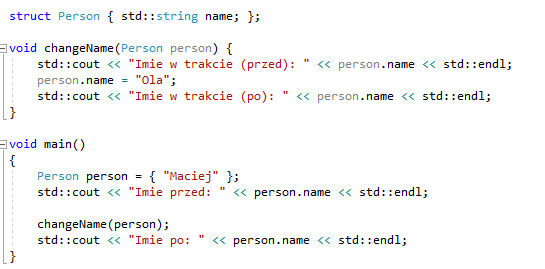 struct Person { std::string name; };
void changeName(Person person) {
std::cout << "Imie w trakcie (przed): " << person.name << std::endl;
person.name = "Ola";
std::cout << "Imie w trakcie (po): " << person.name << std::endl;
}
void main()
{
Person person = { "Maciej" };
std::cout << "Imie przed: " << person.name << std::endl;
changeName(person);
std::cout << "Imie po: " << person.name << std::endl;
}